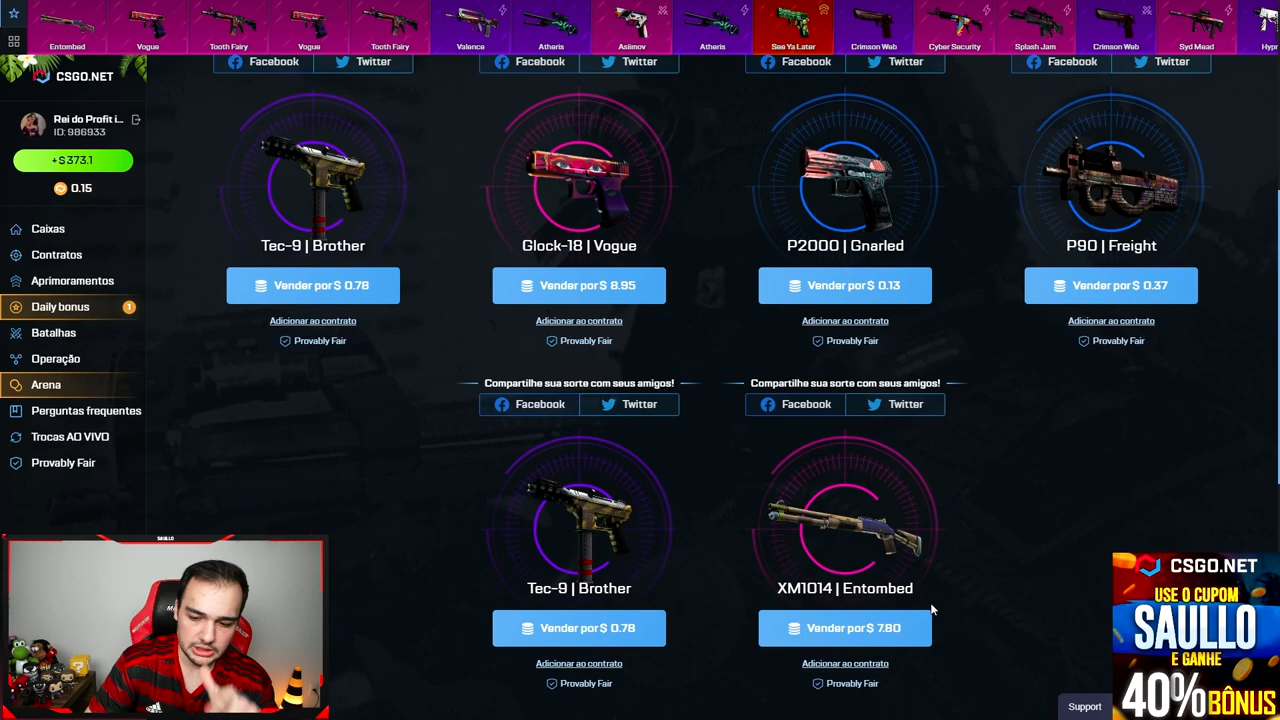 Entombed
Vogue
Tooth Fairy
Vogue
Tooth Fairy
Valence
Atheris
Asiimov
Atheris
See Ya Later
Crimson Web
Cyber Security
Splash Jam
Crimson Web
Syd Mead
CSGO.NET
Rei do Profit i...
ID: 986933
+$373.1
0.15
Caixas
Contratos
Aprimoramentos
Daily bonus 1
Batalhas
Operação
Arena
Perguntas frequentes
Trocas AO VIVO
Provably Fair
Facebook Twitter
Facebook Twitter
Facebook Twitter
Facebook Twitter
Tec-9 | Brother
Vender por $ 0.78
Adicionar ao contrato
Provably Fair
Glock-18 | Vogue
Vender por $ 8.95
Adicionar ao contrato
Provably Fair
P2000 | Gnarled
Vender por $ 0.13
Adicionar ao contrato
Provably Fair
P90 | Freight
Vender por $ 0.37
Adicionar ao contrato
Provably Fair
Compartilhe sua sorte com seus amigos!
Facebook Twitter
Tec-9 | Brother
Vender por $ 0.78
Adicionar ao contrato
Provably Fair
Compartilhe sua sorte com seus amigos!
Facebook Twitter
XM1014 | Entombed
Vender por $ 7.80
Adicionar ao contrato
Provably Fair
SAULLO
CSGO.NET
USE O CUPOM
SAULLO
E GANHE
40% BÔNUS
Support